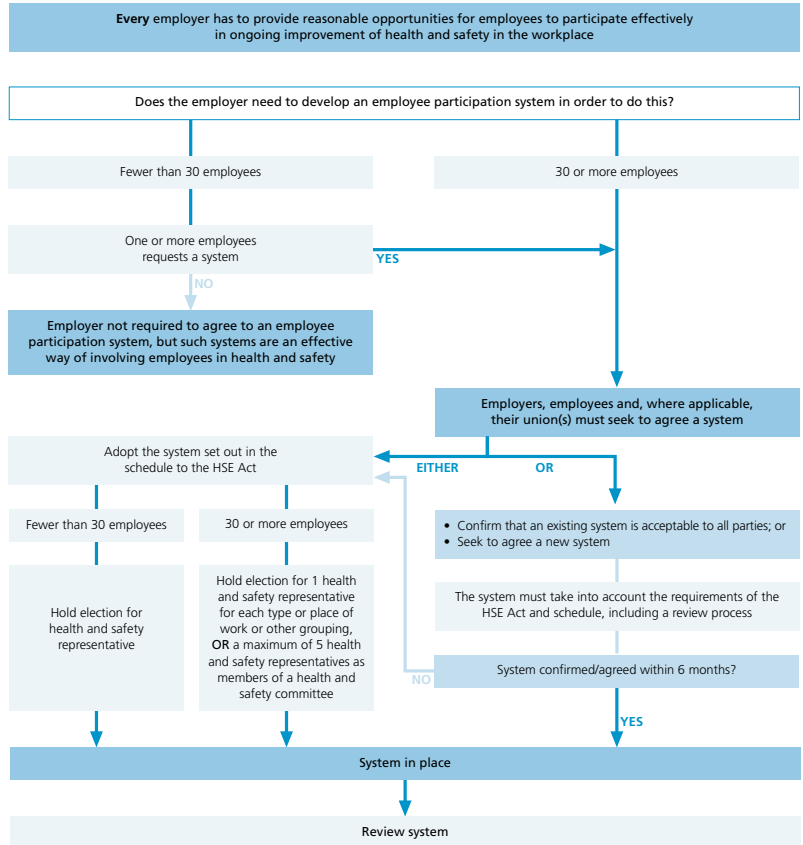 Every employer has to provide reasonable opportunities for employees to participate effectively
in ongoing improvement of health and safety in the workplace
Does the employer need to develop an employee participation system in order to do this?
Fewer than 30 employees
30 or more employees
One or more employees
requests a system
YES
NO
Employer not required to agree to an employee
participation system, but such systems are an effective
way of involving employees in health and safety
Employers, employees and, where applicable,
their union(s) must seek to agree a system
Adopt the system set out in the
schedule to the HSE Act
EITHER
OR
Fewer than 30 employees
30 or more employees
• Confirm that an existing system is acceptable to all parties; or
• Seek to agree a new system
Hold election for
health and safety
representative
Hold election for 1 health
and safety representative
for each type or place of
work or other grouping,
OR a maximum of 5 health
and safety representatives as
members of a health and
safety committee
The system must take into account the requirements of the
HSE Act and schedule, including a review process
System confirmed/agreed within 6 months?
NO
YES
System in place
Review system